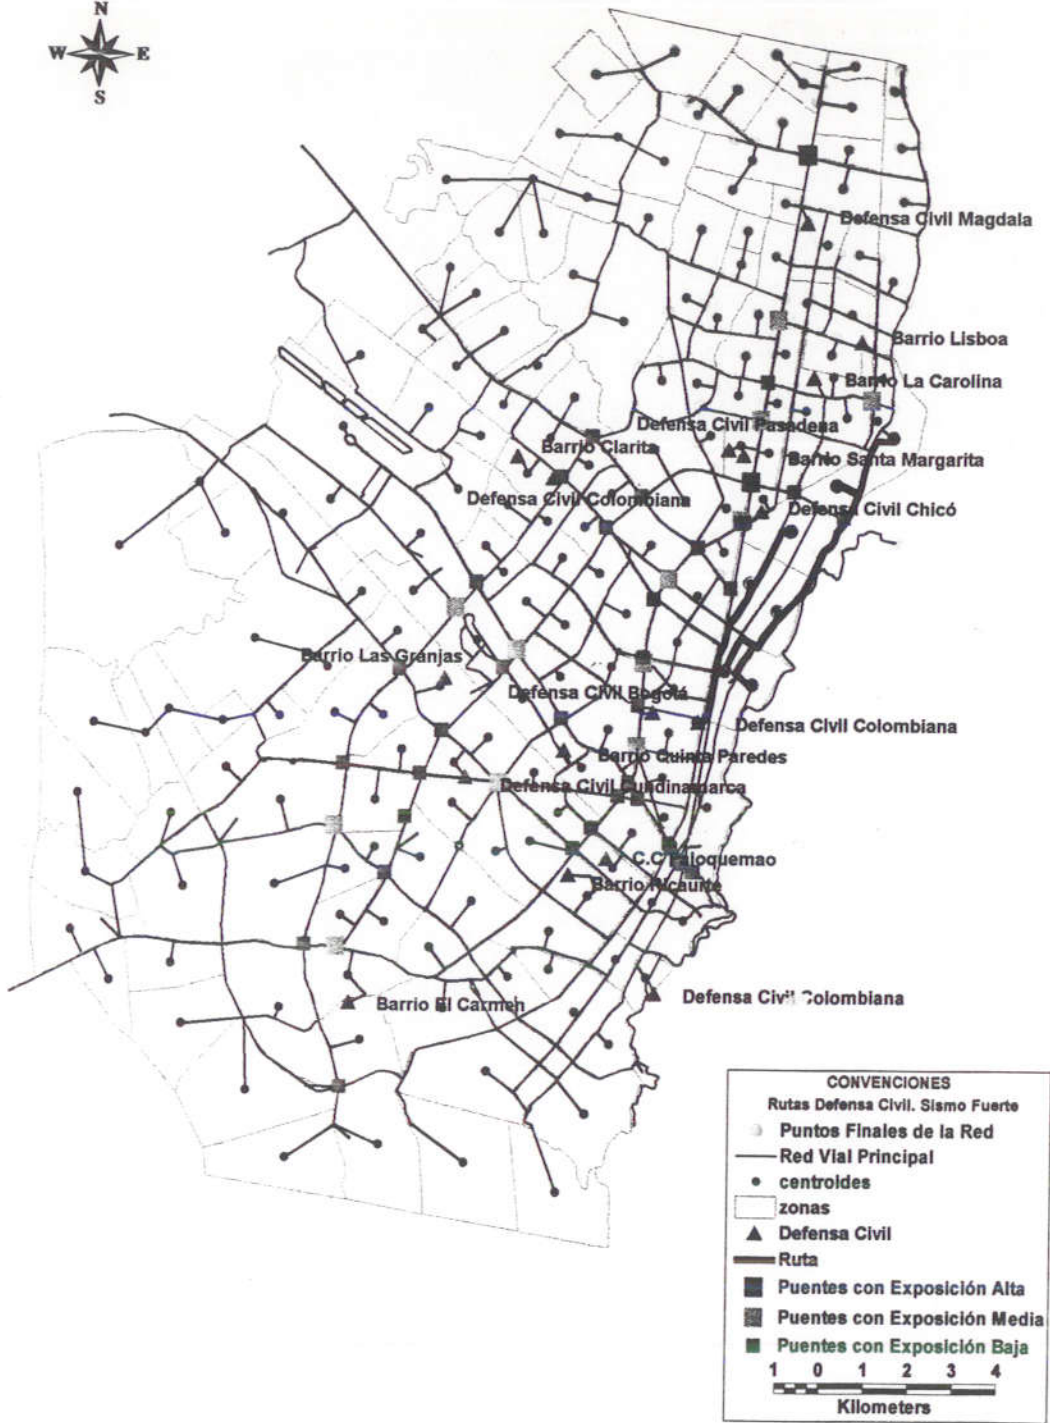 N
W E
S
Defensa Civil Magdala
Barrio Lisboa
Barrio La Carolina
Defensa Civil Pasadena
Barrio Clarita
Barrio Santa Margarita
Defensa Civil Colombiana
Defensa Civil Chicó
Barrio Las Granjas
Defensa Civil Bogotá
Defensa Civil Colombiana
Barrio Quinta Paredes
Defensa Civil Cundinamarca
C.C Paloquemao
Barrio Ricaurte
Barrio El Carmen
Defensa Civil Colombiana
CONVENCIONES
Rutas Defensa Civil. Sismo Fuerte
Puntos Finales de la Red
Red Vial Principal
centroides
zonas
Defensa Civil
Ruta
Puentes con Exposición Alta
Puentes con Exposición Media
Puentes con Exposición Baja
1 0 1 2 3 4
Kilometers